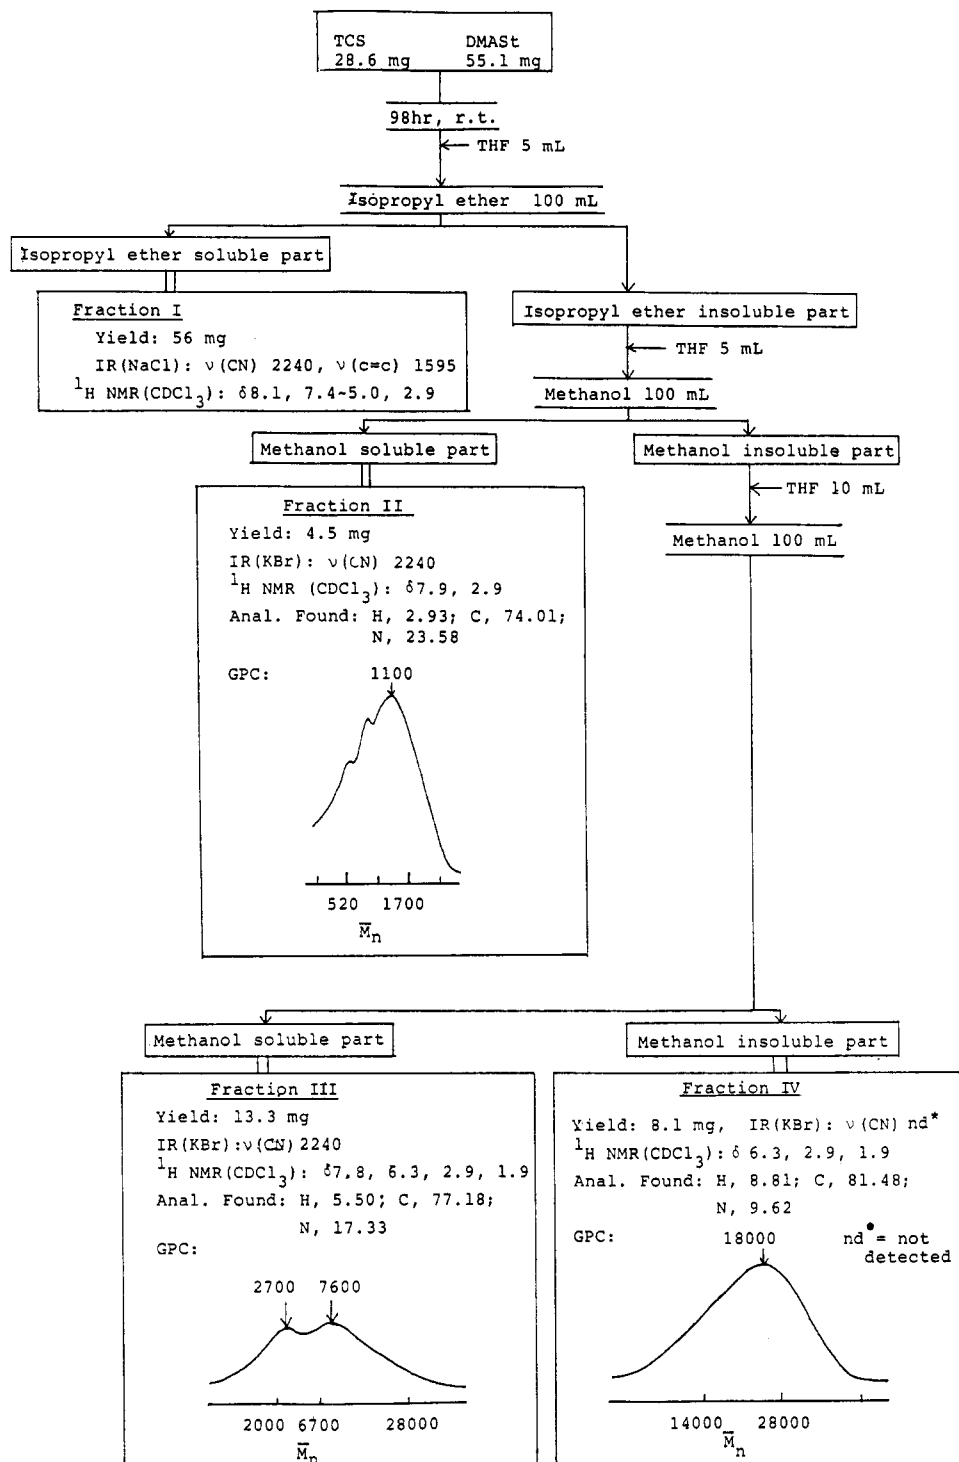 TCS DMASt
28.6 mg 55.1 mg
98hr, r.t.
THF 5 mL
Isopropyl ether 100 mL
Isopropyl ether soluble part
Fraction I
Yield: 56 mg
IR(NaCl): ν(CN) 2240, ν(c=c) 1595
¹H NMR(CDCl₃): δ8.1, 7.4~5.0, 2.9
Isopropyl ether insoluble part
THF 5 mL
Methanol 100 mL
Methanol soluble part
Fraction II
Yield: 4.5 mg
IR(KBr): ν(CN) 2240
¹H NMR (CDCl₃): δ7.9, 2.9
Anal. Found: H, 2.93; C, 74.01;
N, 23.58
GPC: 1100
520 1700
M̅n
Methanol insoluble part
THF 10 mL
Methanol 100 mL
Methanol soluble part
Fraction III
Yield: 13.3 mg
IR(KBr):ν(CN) 2240
¹H NMR(CDCl₃): δ7.8, 6.3, 2.9, 1.9
Anal. Found: H, 5.50; C, 77.18;
N, 17.33
GPC:
2700 7600
2000 6700 28000
M̅n
Methanol insoluble part
Fraction IV
Yield: 8.1 mg, IR(KBr): ν(CN) nd*
¹H NMR(CDCl₃): δ 6.3, 2.9, 1.9
Anal. Found: H, 8.81; C, 81.48;
N, 9.62
GPC: 18000 nd*= not
detected
14000 28000
M̅n